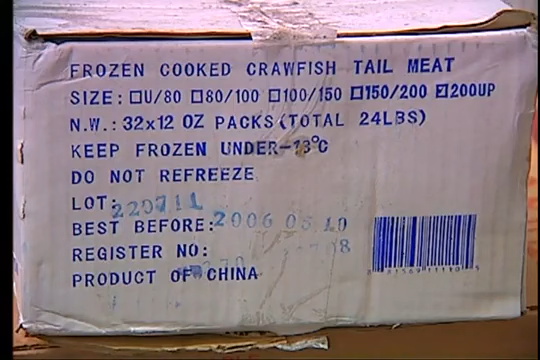 FROZEN COOKED CRAWFISH TAIL MEAT
SIZE: ☐U/80 ☐80/100 ☐100/150 ☐150/200 ☑200UP
N.W.: 32x12 OZ PACKS(TOTAL 24LBS)
KEEP FROZEN UNDER-18°C
DO NOT REFREEZE
LOT: 220711
BEST BEFORE: 2006 05 10
REGISTER NO:
PRODUCT OF CHINA